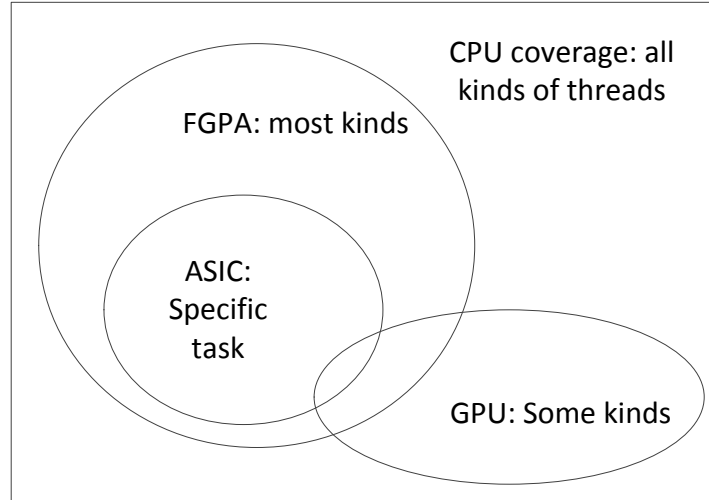 CPU coverage: all
kinds of threads
FGPA: most kinds
ASIC:
Specific
task
GPU: Some kinds